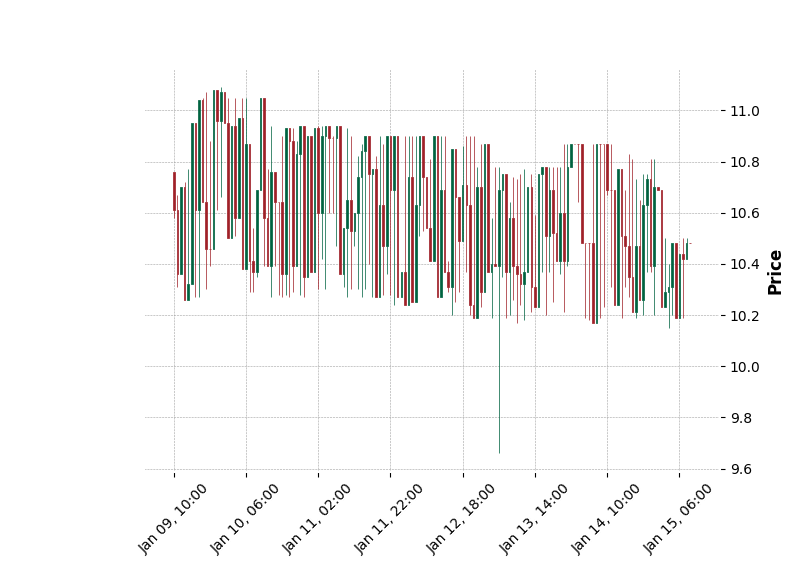 11.0
10.8
10.6
10.4
10.2
10.0
9.8
9.6
Price
Jan 09, 10:00
Jan 10, 06:00
Jan 11, 02:00
Jan 11, 22:00
Jan 12, 18:00
Jan 13, 14:00
Jan 14, 10:00
Jan 15, 06:00